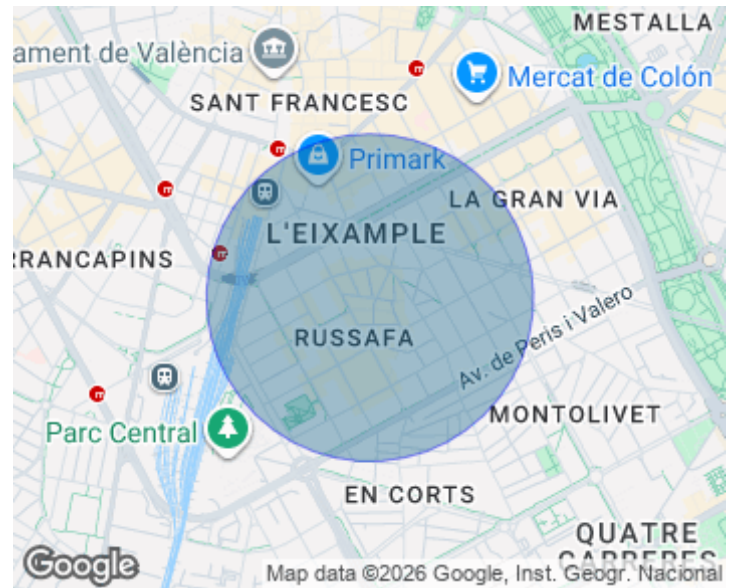 MESTALLA
ament de València
Mercat de Colón
SANT FRANCESC
Primark
LA GRAN VIA
L'EIXAMPLE
RRANCAPINS
RUSSAFA
Av. de Peris i Valero
MONTOLIVET
Parc Central
EN CORTS
QUATRE
CARRERES
Google
Map data ©2026 Google, Inst. Geogr. Nacional